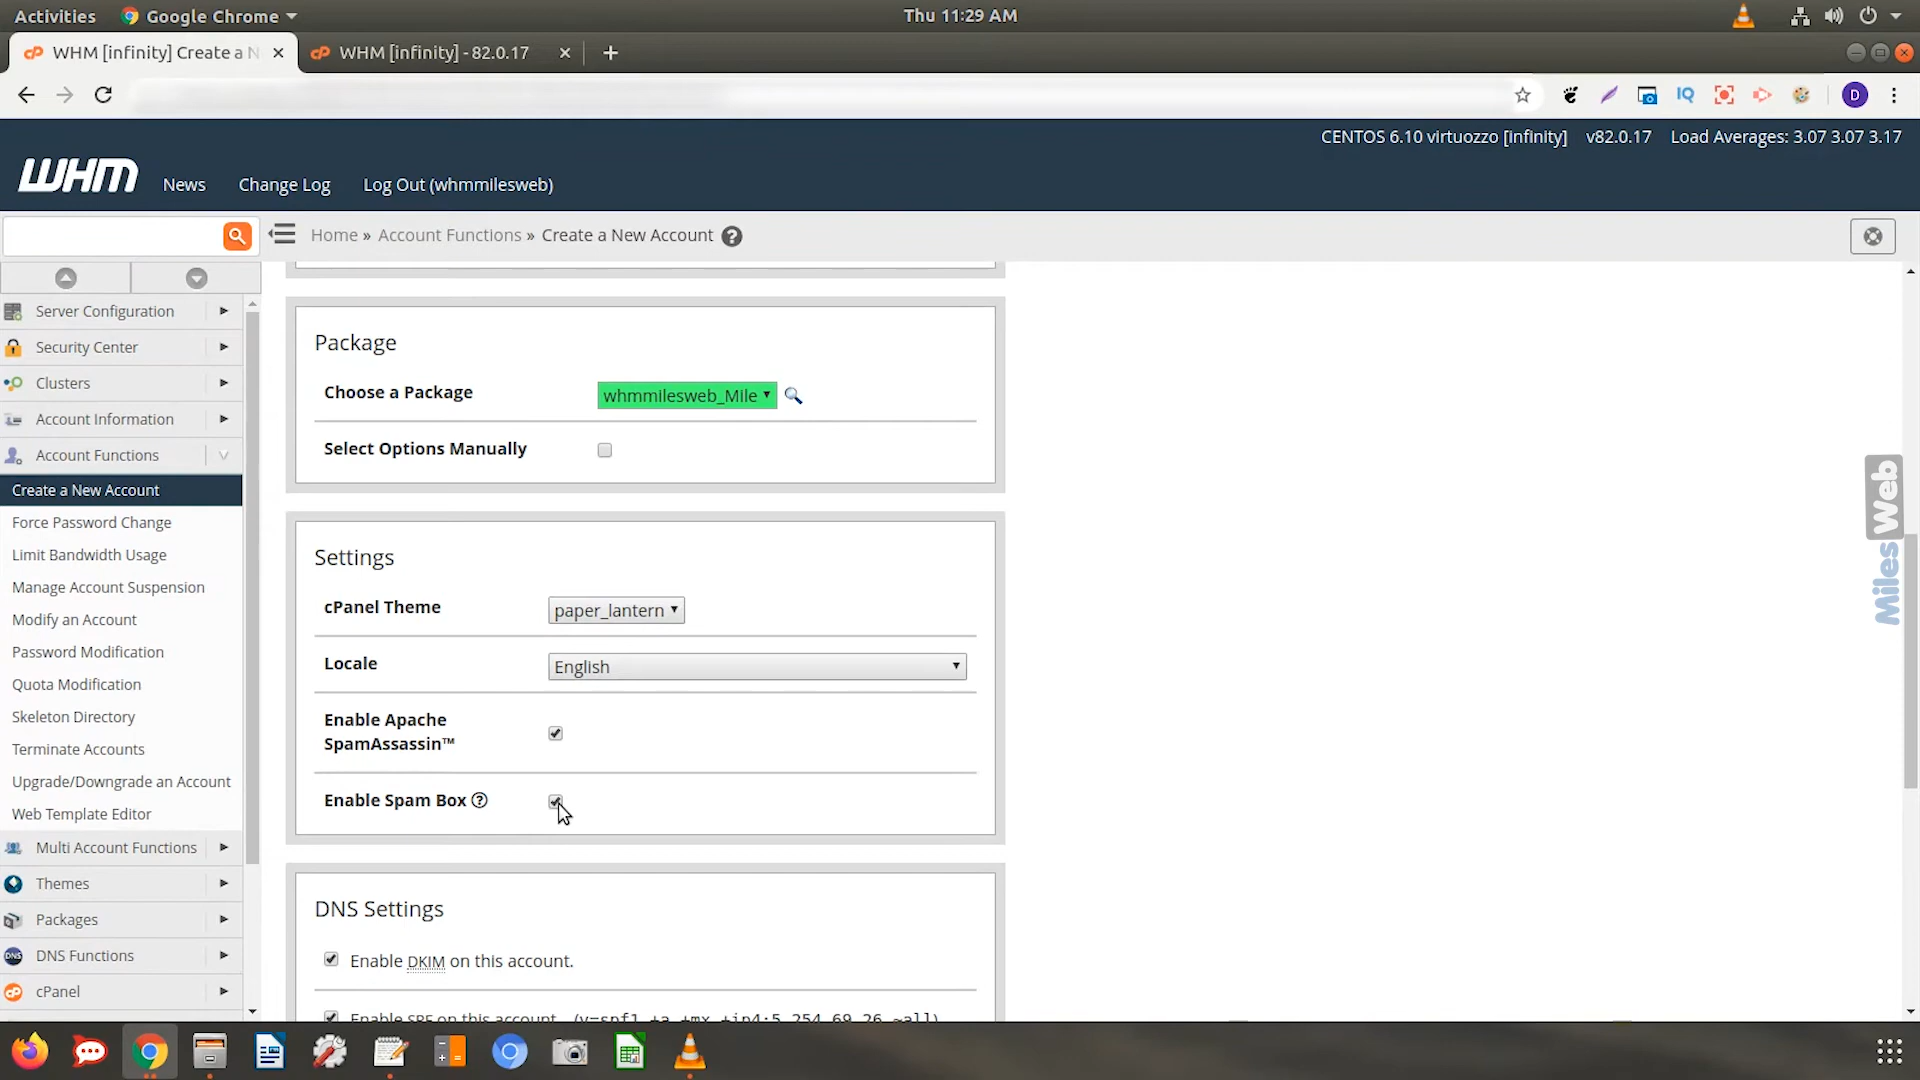 Activities
Google Chrome
Thu 11:29 AM
WHM [infinity] Create a N
WHM [infinity] - 82.0.17
D
CENTOS 6.10 virtuozzo [infinity] v82.0.17 Load Averages: 3.07 3.07 3.17
WHM
News
Change Log
Log Out (whmmilesweb)
Home » Account Functions » Create a New Account
Server Configuration
Security Center
Clusters
Account Information
Account Functions
Create a New Account
Force Password Change
Limit Bandwidth Usage
Manage Account Suspension
Modify an Account
Password Modification
Quota Modification
Skeleton Directory
Terminate Accounts
Upgrade/Downgrade an Account
Web Template Editor
Multi Account Functions
Themes
Packages
DNS Functions
cPanel
Package
Choose a Package
whmmilesweb_Mile
Select Options Manually
Settings
cPanel Theme
paper_lantern
Locale
English
Enable Apache
SpamAssassin™
Enable Spam Box
DNS Settings
Enable DKIM on this account.
Enable SPF on this account. (v=spf1 +a +mx +ip4:5.254.69.26 ~all)
MilesWeb